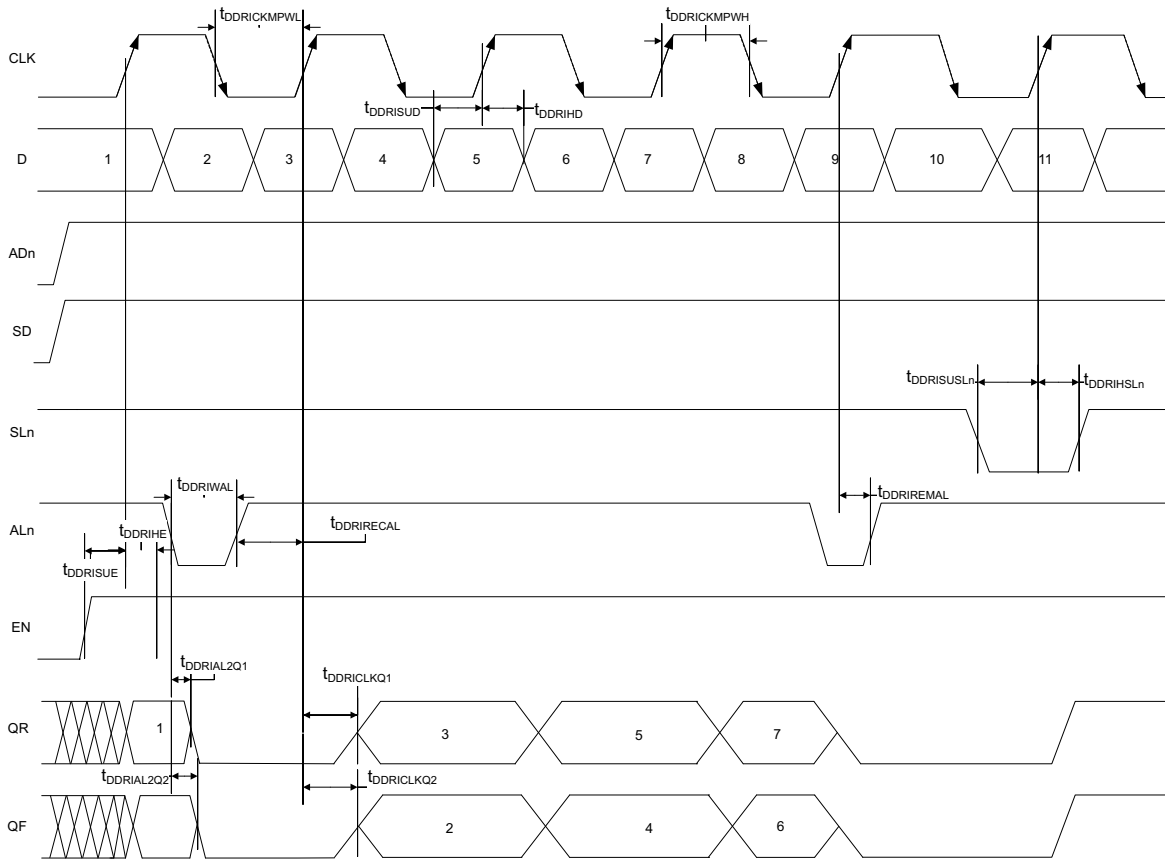 tDDRICKMPWL
tDDRICKMPWH
CLK
tDDRISUD
tDDRIHD
D
1
2
3
4
5
6
7
8
9
10
11
ADn
SD
tDDRISUSLn
tDDRIHSLn
SLn
tDDRIWAL
tDDRIREMAL
ALn
tDDRIHE
tDDRIRECAL
tDDRISUE
EN
tDDRIAL2Q1
tDDRICLKQ1
QR
1
3
5
7
tDDRIAL2Q2
tDDRICLKQ2
QF
2
4
6